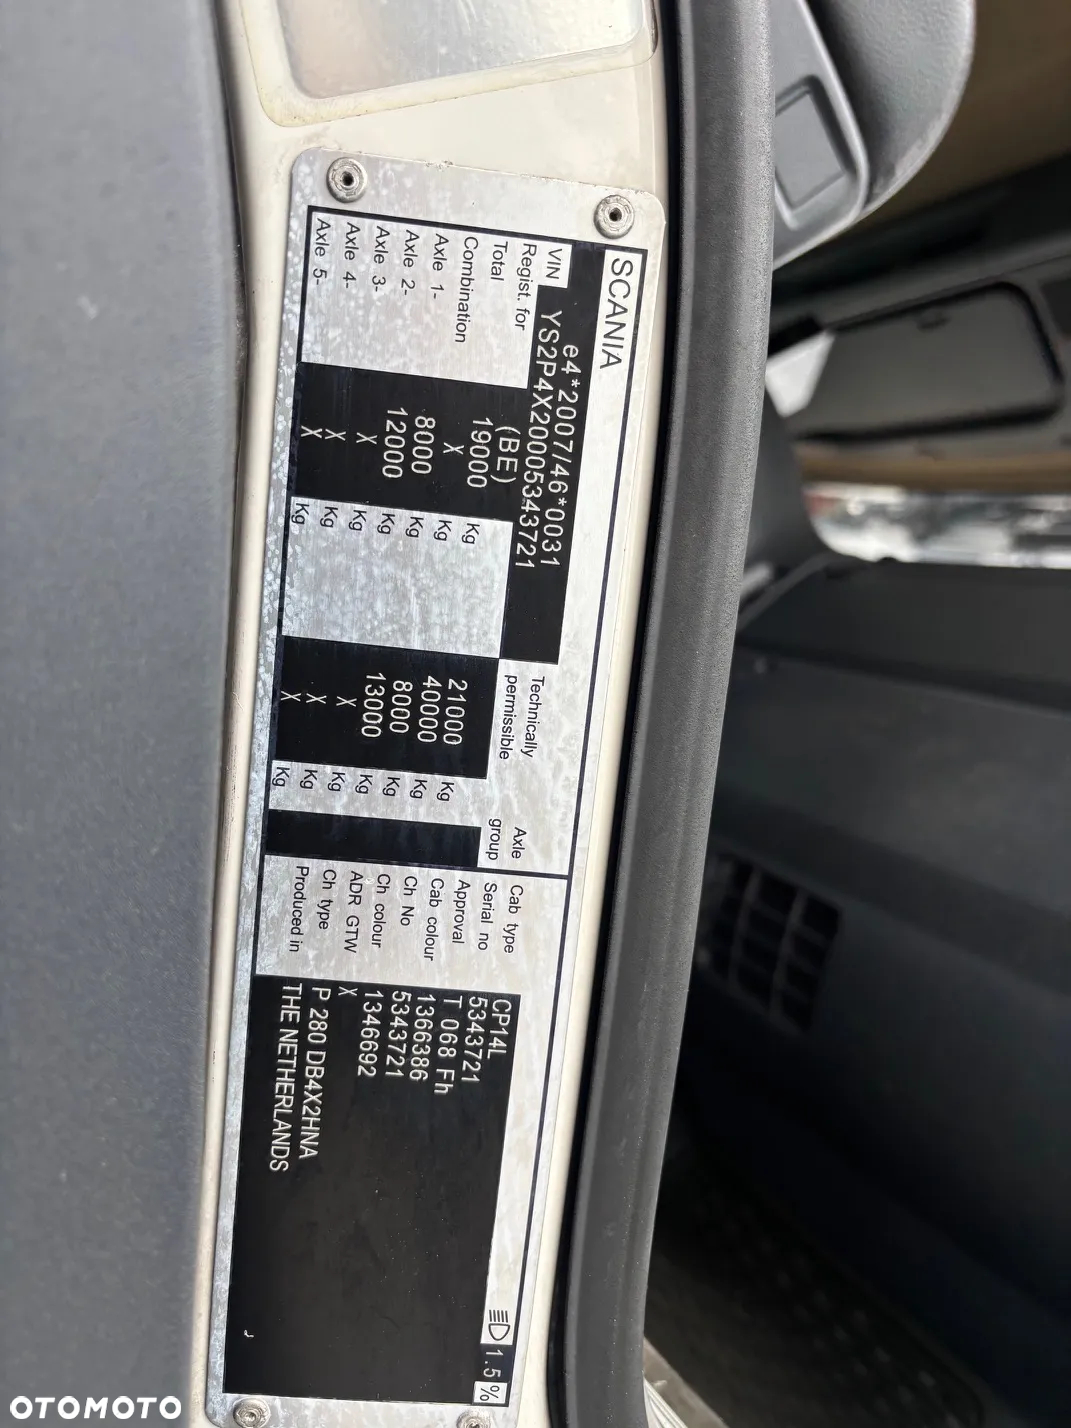 SCANIA
e4*2007/46*0031
VIN YS2P4X20005343721
Regist. for (BE) Technically permissible Axle group
Total 19000 Kg 21000 Kg
Combination X Kg 40000 Kg
Axle 1- 8000 Kg 8000 Kg
Axle 2- 12000 Kg 13000 Kg
Axle 3- X Kg X Kg
Axle 4- X Kg X Kg
Axle 5- X Kg X Kg
Cab type CP14L
Serial no 5343721
Approval T 068 Fh
Cab colour 1366386
Ch No 5343721
Ch colour 1346692
ADR GTW X
Ch type P 280 DB4X2HNA
Produced in THE NETHERLANDS
1.5%
OTOMOTO